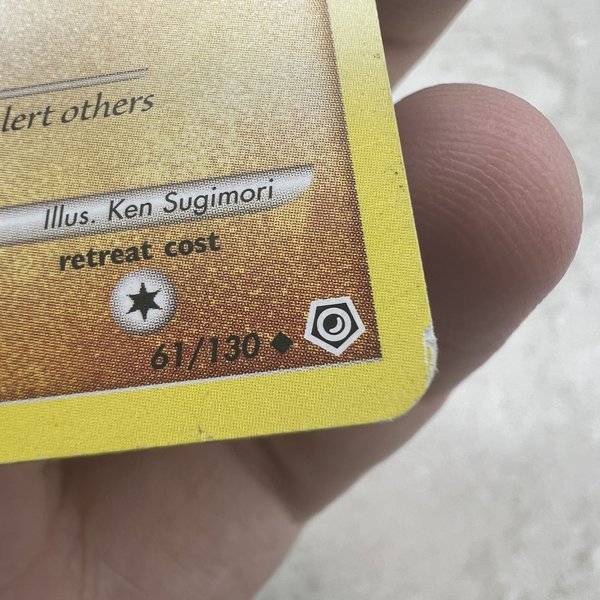 lert others
Illus. Ken Sugimori
retreat cost
61/130